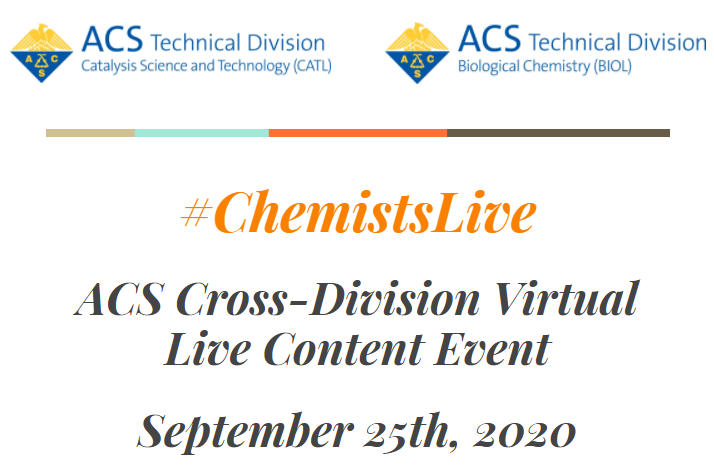 ACS Technical Division
Catalysis Science and Technology (CATL)
A C S
ACS Technical Division
Biological Chemistry (BIOL)
A C S
#ChemistsLive
ACS Cross-Division Virtual
Live Content Event
September 25th, 2020